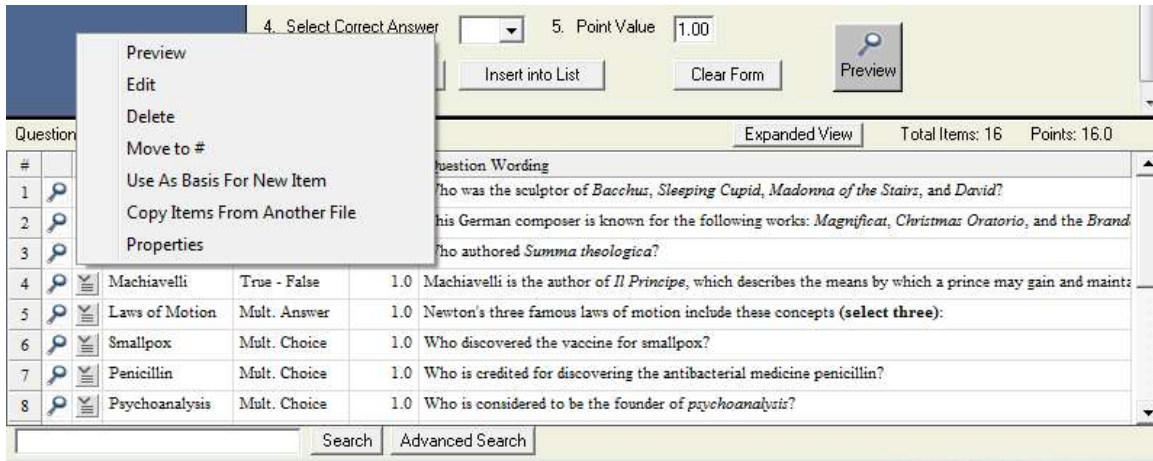 4. Select Correct Answer 5. Point Value 1.00
Insert into List Clear Form Preview
Preview
Edit
Delete
Move to #
Use As Basis For New Item
Copy Items From Another File
Properties
Expanded View Total Items: 16 Points: 16.0
# Wording
1 was the sculptor of Bacchus, Sleeping Cupid, Madonna of the Stairs, and David?
2 German composer is known for the following works: Magnificat, Christmas Oratorio, and the
3 authored Summa theologica?
4 Machiavelli True - False 1.0 Machiavelli is the author of Il Principe, which describes the means by which a prince may gain and
5 Laws of Motion Mult. Answer 1.0 Newton's three famous laws of motion include these concepts (select three):
6 Smallpox Mult. Choice 1.0 Who discovered the vaccine for smallpox?
7 Penicillin Mult. Choice 1.0 Who is credited for discovering the antibacterial medicine penicillin?
8 Psychoanalysis Mult. Choice 1.0 Who is considered to be the founder of psychoanalysis?
Search Advanced Search